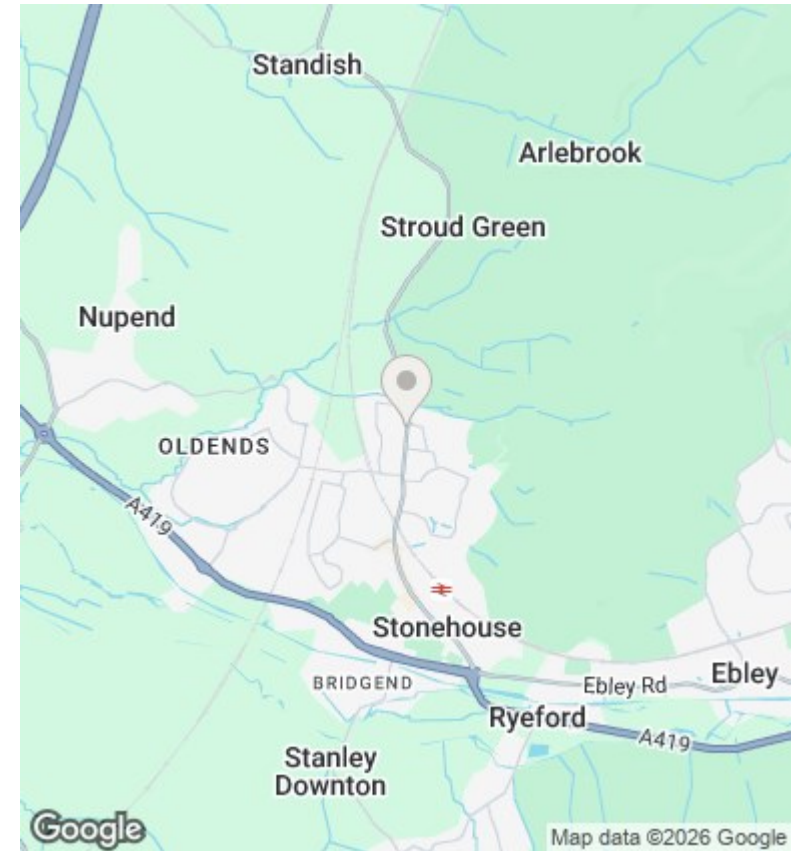 Standish
Arlebrook
Stroud Green
Nupend
OLDENDS
A419
Stonehouse
BRIDGEND
Ebley Rd
Ebley
Ryeford
A419
Stanley
Downton
Google
Map data ©2026 Google